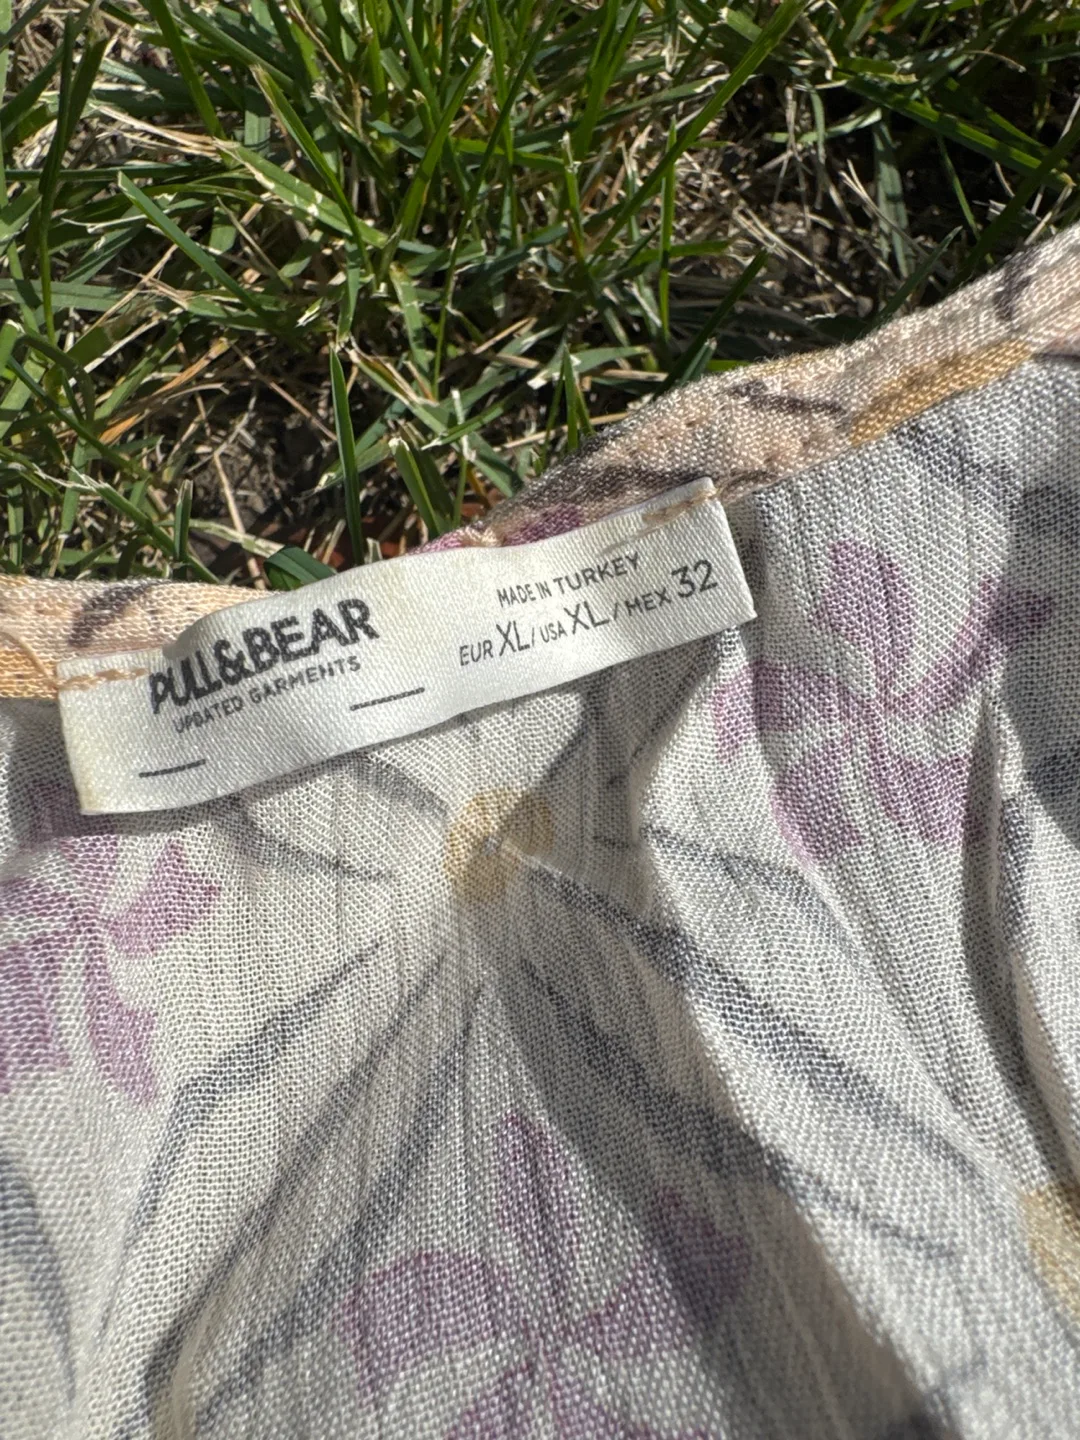 PULL&BEAR
UPDATED GARMENTS
MADE IN TURKEY
EUR XL/ USA XL/ MEX 32